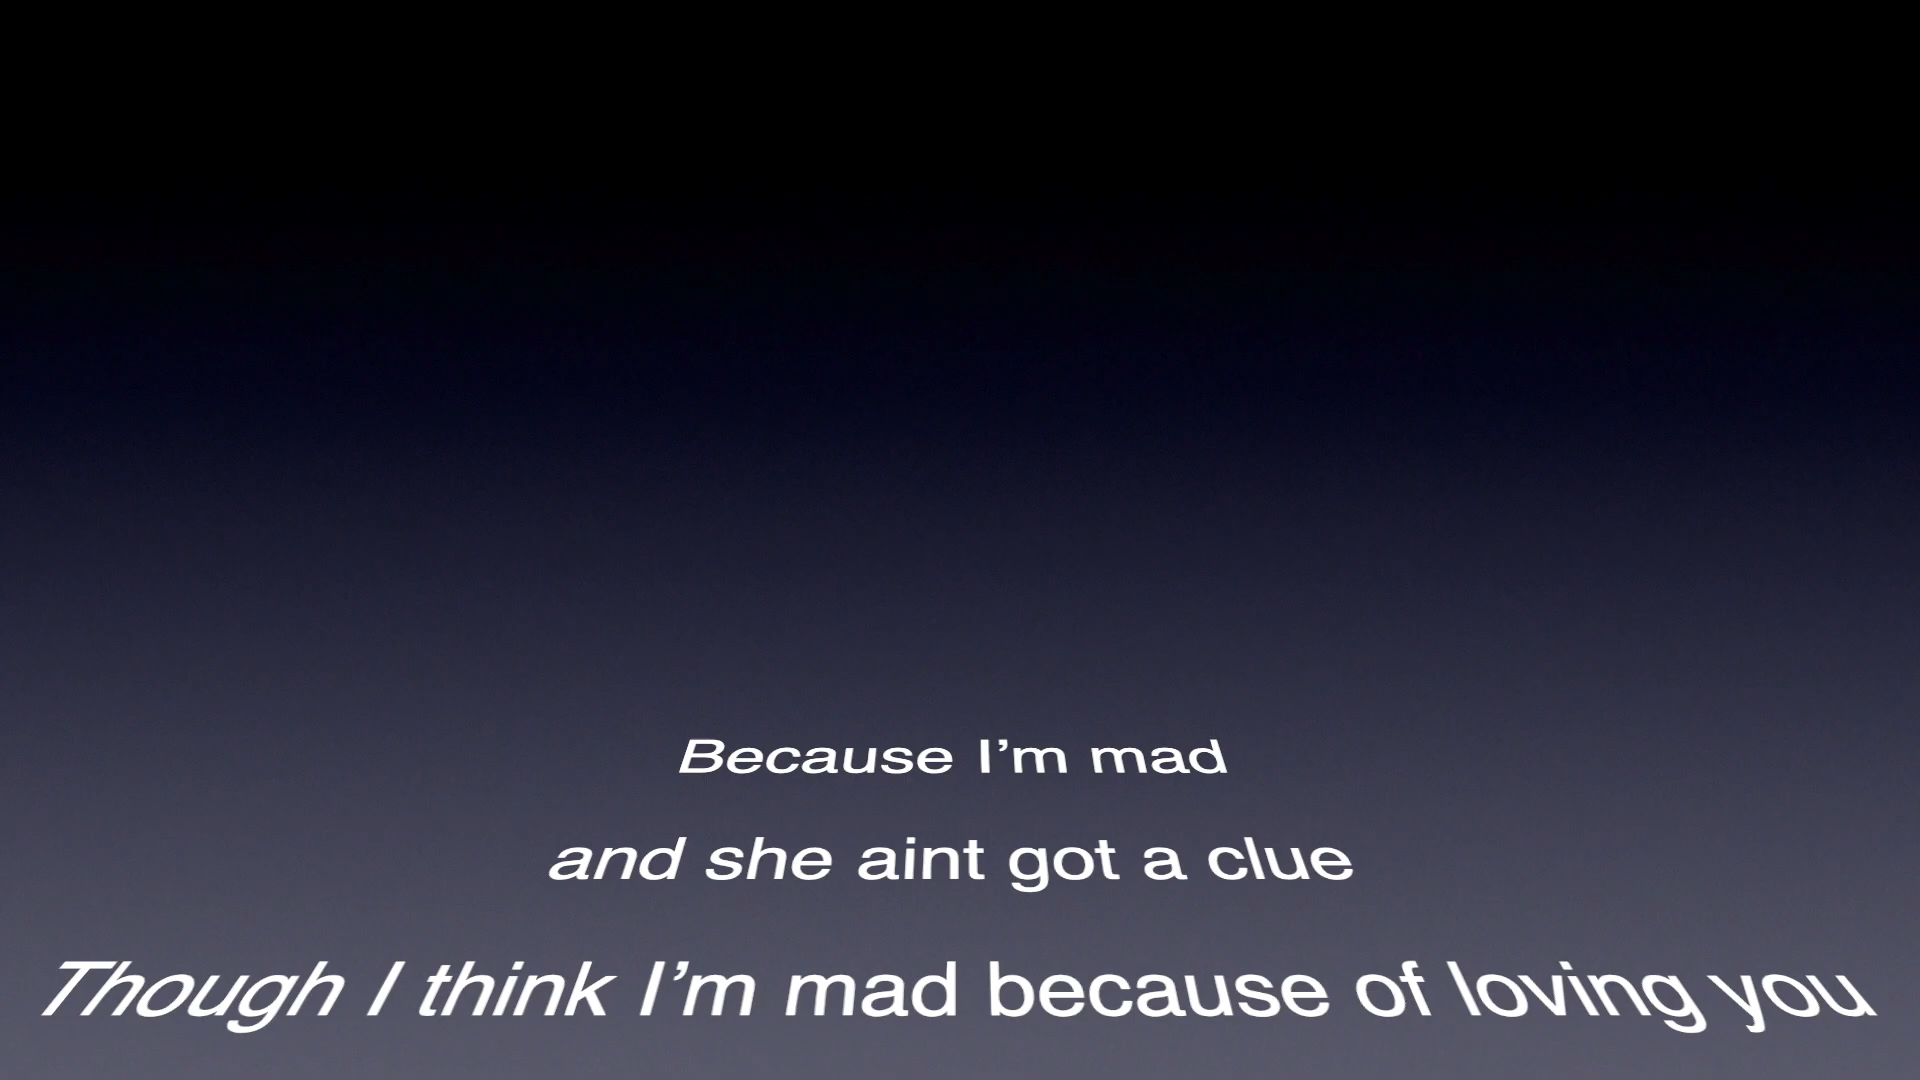 Because I’m mad
and she aint got a clue
Though I think I’m mad because of loving you